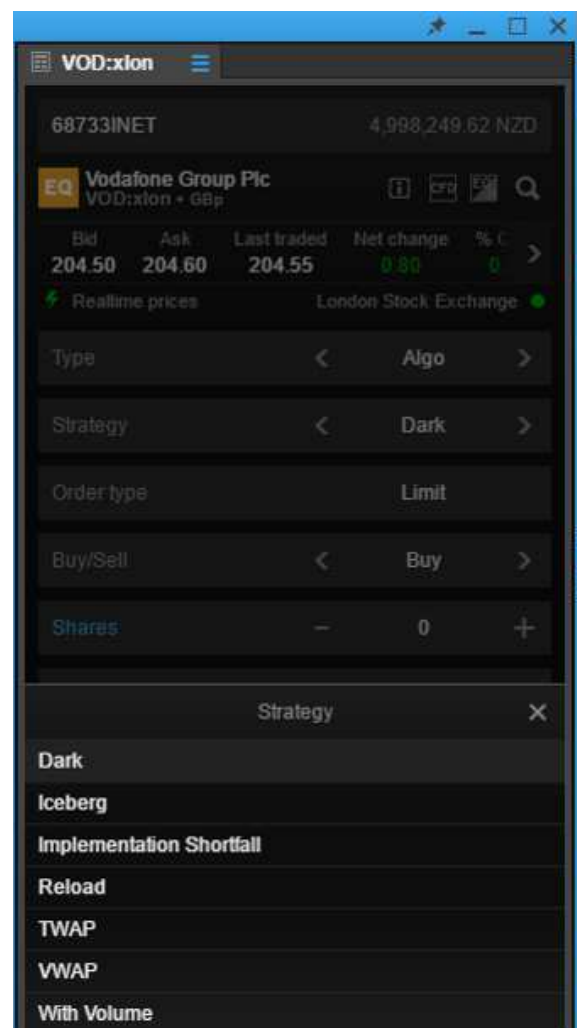 VOD:xlon
68733INET 4,998,249.62 NZD
EQ Vodafone Group Plc
VOD:xlon • GBp CFD
Bid Ask Last traded Net change % C
204.50 204.60 204.55 0.80 0
Realtime prices London Stock Exchange
Type Algo
Strategy Dark
Order type Limit
Buy/Sell Buy
Shares − 0 +
Strategy
Dark
Iceberg
Implementation Shortfall
Reload
TWAP
VWAP
With Volume